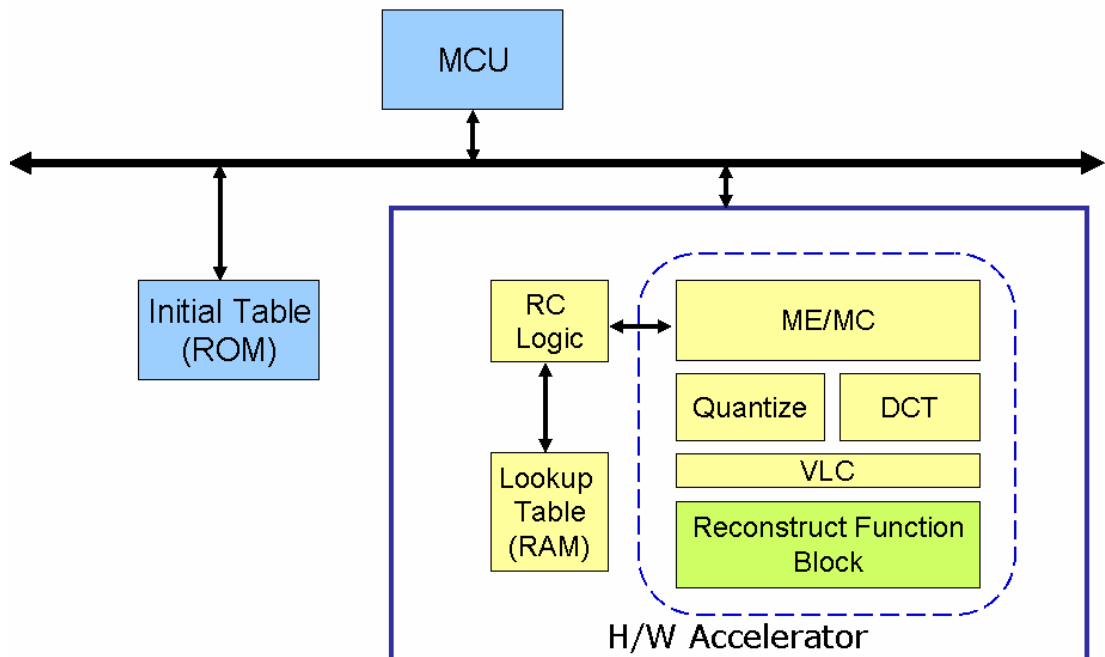 MCU
Initial Table
(ROM)
RC
Logic
ME/MC
Quantize
DCT
Lookup
Table
(RAM)
VLC
Reconstruct Function
Block
H/W Accelerator